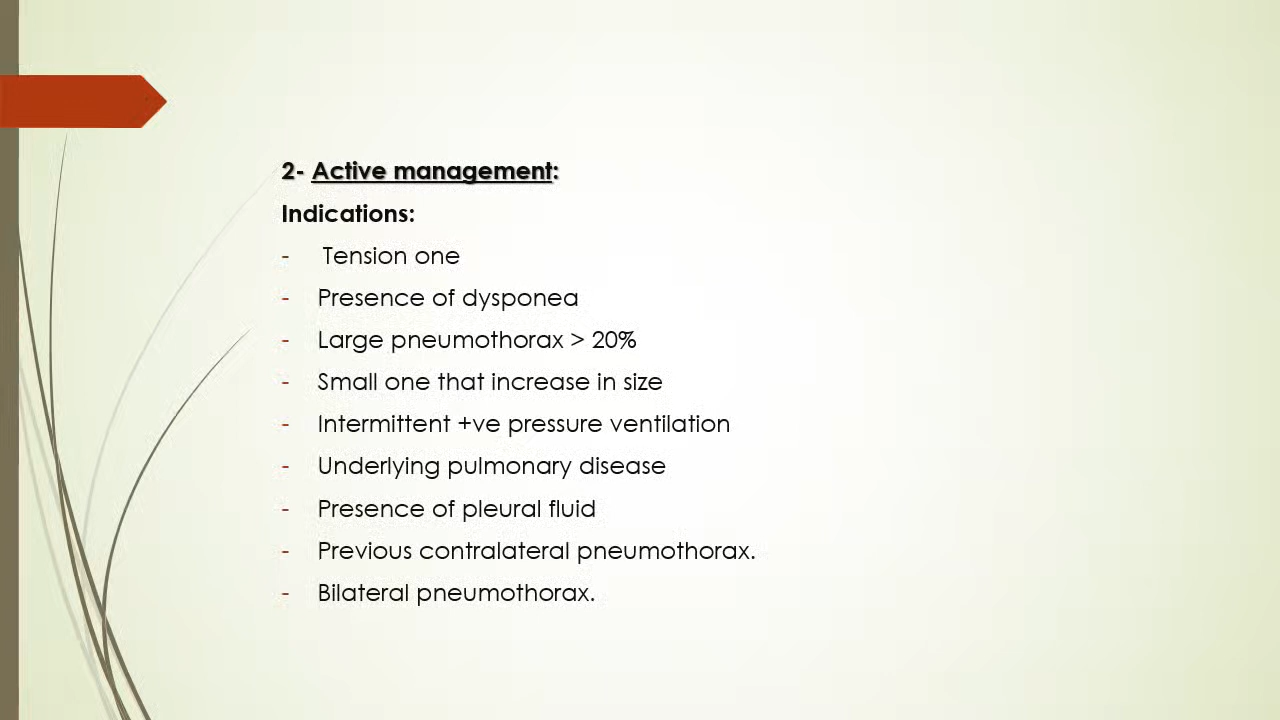 2- Active management:
Indications:
- Tension one
- Presence of dysponea
- Large pneumothorax > 20%
- Small one that increase in size
- Intermittent +ve pressure ventilation
- Underlying pulmonary disease
- Presence of pleural fluid
- Previous contralateral pneumothorax.
- Bilateral pneumothorax.